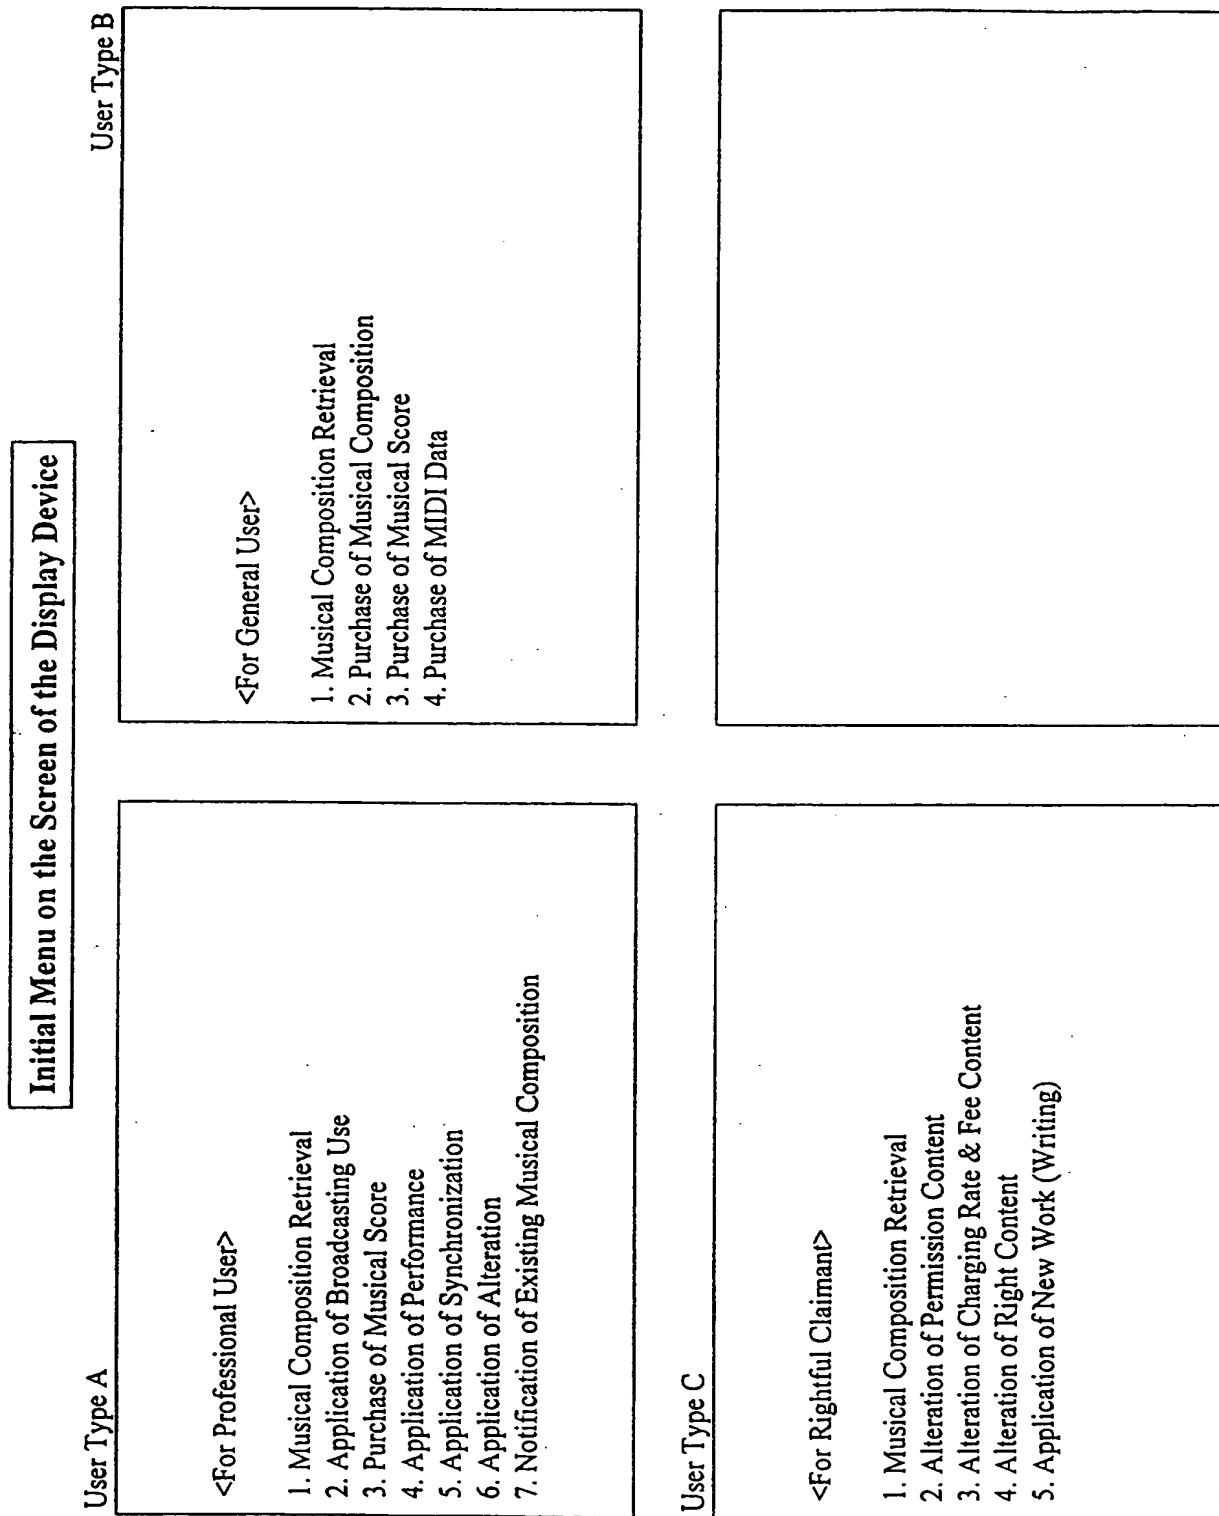 Initial Menu on the Screen of the Display Device
User Type A
<For Professional User>
1. Musical Composition Retrieval
2. Application of Broadcasting Use
3. Purchase of Musical Score
4. Application of Performance
5. Application of Synchronization
6. Application of Alteration
7. Notification of Existing Musical Composition
User Type B
<For General User>
1. Musical Composition Retrieval
2. Purchase of Musical Composition
3. Purchase of Musical Score
4. Purchase of MIDI Data
User Type C
<For Rightful Claimant>
1. Musical Composition Retrieval
2. Alteration of Permission Content
3. Alteration of Charging Rate & Fee Content
4. Alteration of Right Content
5. Application of New Work (Writing)